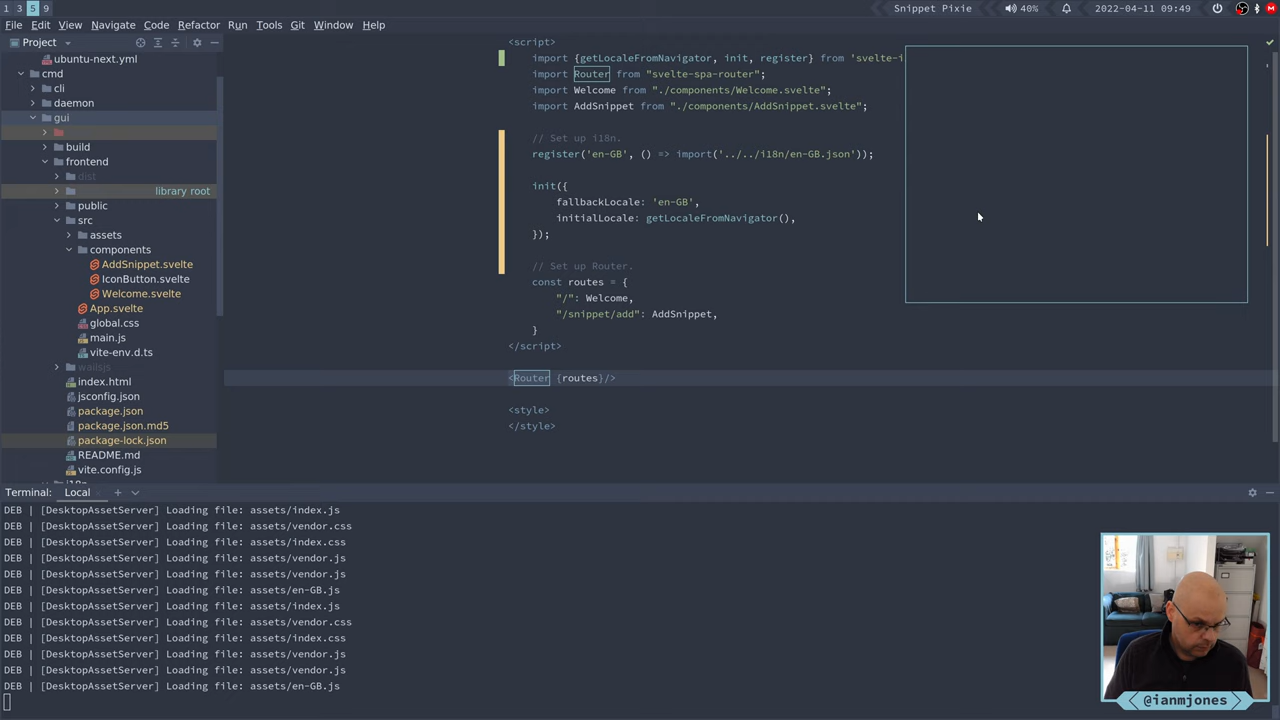 1 3 5 9
Snippet Pixie
40%
2022-04-11 09:49
File Edit View Navigate Code Refactor Run Tools Git Window Help
Project
ubuntu-next.yml
cmd
cli
daemon
gui
build
frontend
dist
library root
public
src
assets
components
AddSnippet.svelte
IconButton.svelte
Welcome.svelte
App.svelte
global.css
main.js
vite-env.d.ts
wailsjs
index.html
jsconfig.json
package.json
package.json.md5
package-lock.json
README.md
vite.config.js
<script>
import {getLocaleFromNavigator, init, register} from 'svelte-i
import Router from "svelte-spa-router";
import Welcome from "./components/Welcome.svelte";
import AddSnippet from "./components/AddSnippet.svelte";
// Set up i18n.
register('en-GB', () => import('../../i18n/en-GB.json'));
init({
fallbackLocale: 'en-GB',
initialLocale: getLocaleFromNavigator(),
});
// Set up Router.
const routes = {
"/": Welcome,
"/snippet/add": AddSnippet,
}
</script>
<Router {routes}/>
<style>
</style>
Terminal: Local
DEB | [DesktopAssetServer] Loading file: assets/index.js
DEB | [DesktopAssetServer] Loading file: assets/vendor.css
DEB | [DesktopAssetServer] Loading file: assets/index.css
DEB | [DesktopAssetServer] Loading file: assets/vendor.js
DEB | [DesktopAssetServer] Loading file: assets/vendor.js
DEB | [DesktopAssetServer] Loading file: assets/en-GB.js
DEB | [DesktopAssetServer] Loading file: assets/index.js
DEB | [DesktopAssetServer] Loading file: assets/vendor.css
DEB | [DesktopAssetServer] Loading file: assets/index.css
DEB | [DesktopAssetServer] Loading file: assets/vendor.js
DEB | [DesktopAssetServer] Loading file: assets/vendor.js
DEB | [DesktopAssetServer] Loading file: assets/en-GB.js
@ianmjones